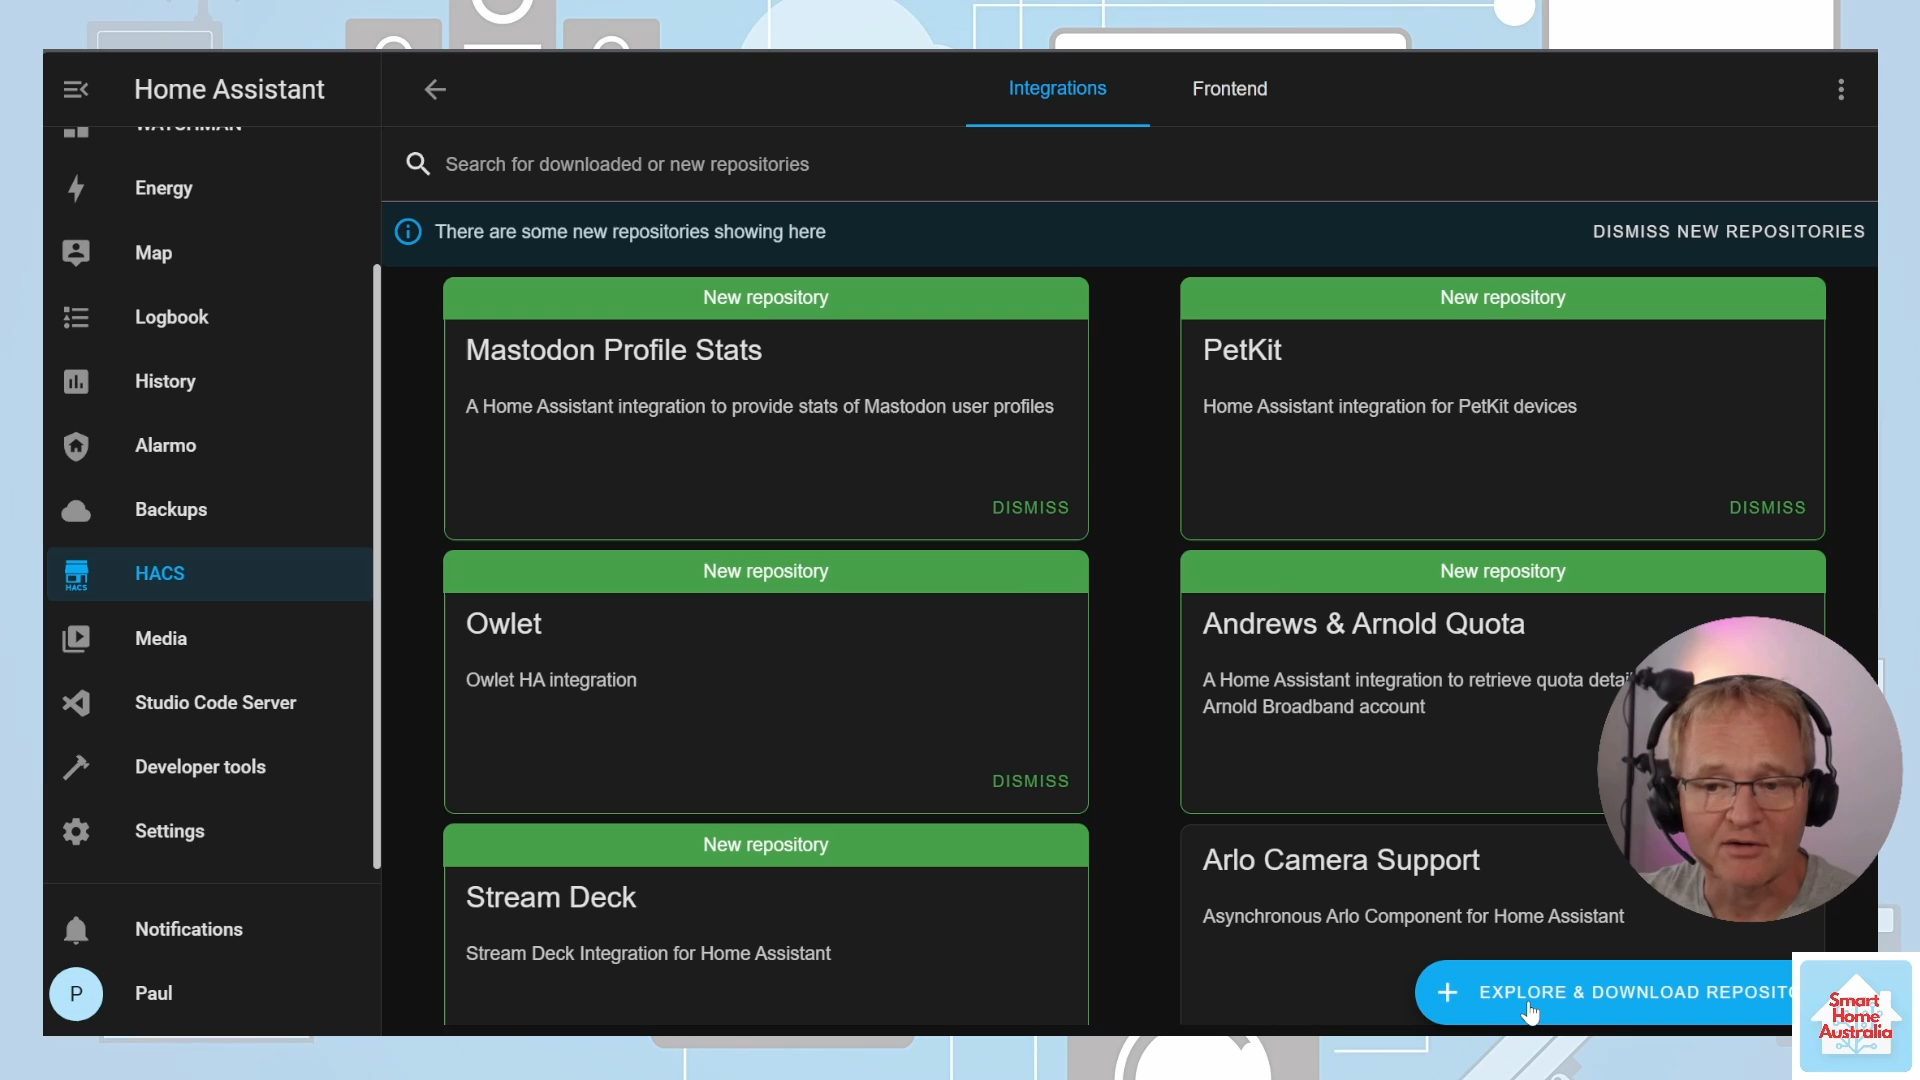 Home Assistant
Integrations
Frontend
WATCHMAN
Energy
Map
Logbook
History
Alarmo
Backups
HACS
HACS
Media
Studio Code Server
Developer tools
Settings
Notifications
P
Paul
Search for downloaded or new repositories
There are some new repositories showing here
DISMISS NEW REPOSITORIES
New repository
Mastodon Profile Stats
A Home Assistant integration to provide stats of Mastodon user profiles
DISMISS
New repository
PetKit
Home Assistant integration for PetKit devices
DISMISS
New repository
Owlet
Owlet HA integration
DISMISS
New repository
Andrews & Arnold Quota
A Home Assistant integration to retrieve quota
Arnold Broadband account
New repository
Stream Deck
Stream Deck Integration for Home Assistant
Arlo Camera Support
Asynchronous Arlo Component for Home Assistant
EXPLORE & DOWNLOAD
Smart
Home
Australia